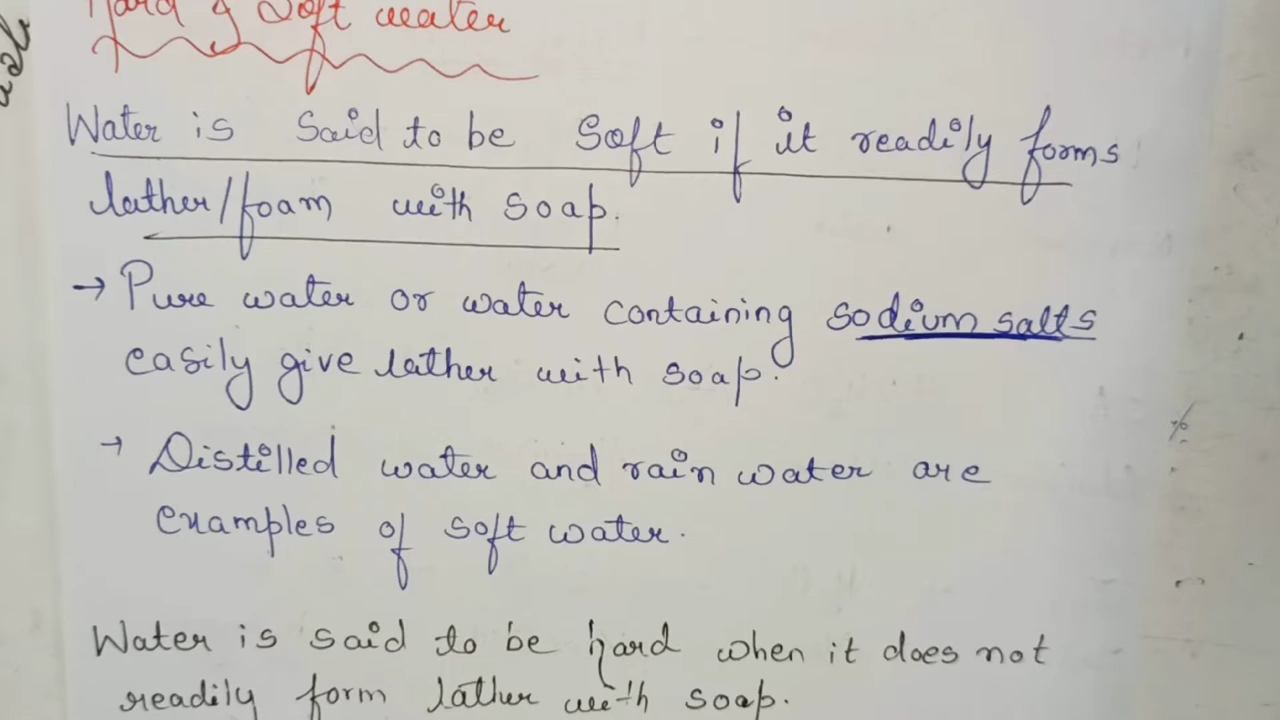 Hard & Soft water
Water is said to be Soft if it readily forms
lather/foam with soap.
→ Pure water or water containing sodium salts
easily give lather with soap.
→ Distilled water and rain water are
examples of soft water.
Water is said to be hard when it does not
readily form lather with soap.